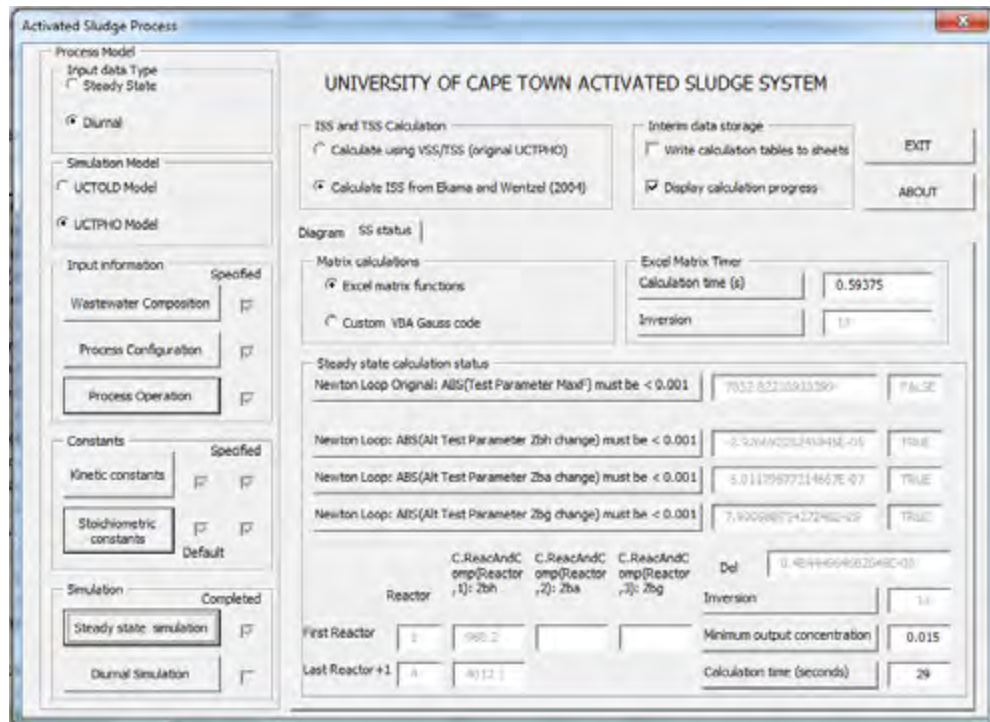 Activated Sludge Process
Process Model
Input data Type
Steady State
Diurnal
Simulation Model
UCTOLD Model
UCTPHO Model
Input information
Specified
Wastewater Composition
Process Configuration
Process Operation
Constants
Specified
Kinetic constants
Stoichiometric
constants
Default
Simulation
Completed
Steady state simulation
Diurnal Simulation
UNIVERSITY OF CAPE TOWN ACTIVATED SLUDGE SYSTEM
ISS and TSS Calculation
Calculate using VSS/TSS (original UCTPHO)
Calculate ISS from Ekama and Wentzel (2004)
Interim data storage
Write calculation tables to sheets
Display calculation progress
EXIT
ABOUT
Diagram SS status
Matrix calculations
Excel matrix functions
Custom VBA Gauss code
Excel Matrix Timer
Calculation time (s) 0.59375
Inversion
Steady state calculation status
Newton Loop Original: ABS(Test Parameter MaxF) must be < 0.001 FALSE
Newton Loop: ABS(Alt Test Parameter Zbh change) must be < 0.001 TRUE
Newton Loop: ABS(Alt Test Parameter Zba change) must be < 0.001 TRUE
Newton Loop: ABS(Alt Test Parameter Zbg change) must be < 0.001 TRUE
Reactor
C.ReacAndC
omp(Reactor
,1): Zbh
C.ReacAndC
omp(Reactor
,2): Zba
C.ReacAndC
omp(Reactor
,3): Zbg
Del
Inversion
First Reactor
Minimum output concentration 0.015
Last Reactor +1
Calculation time (seconds) 29